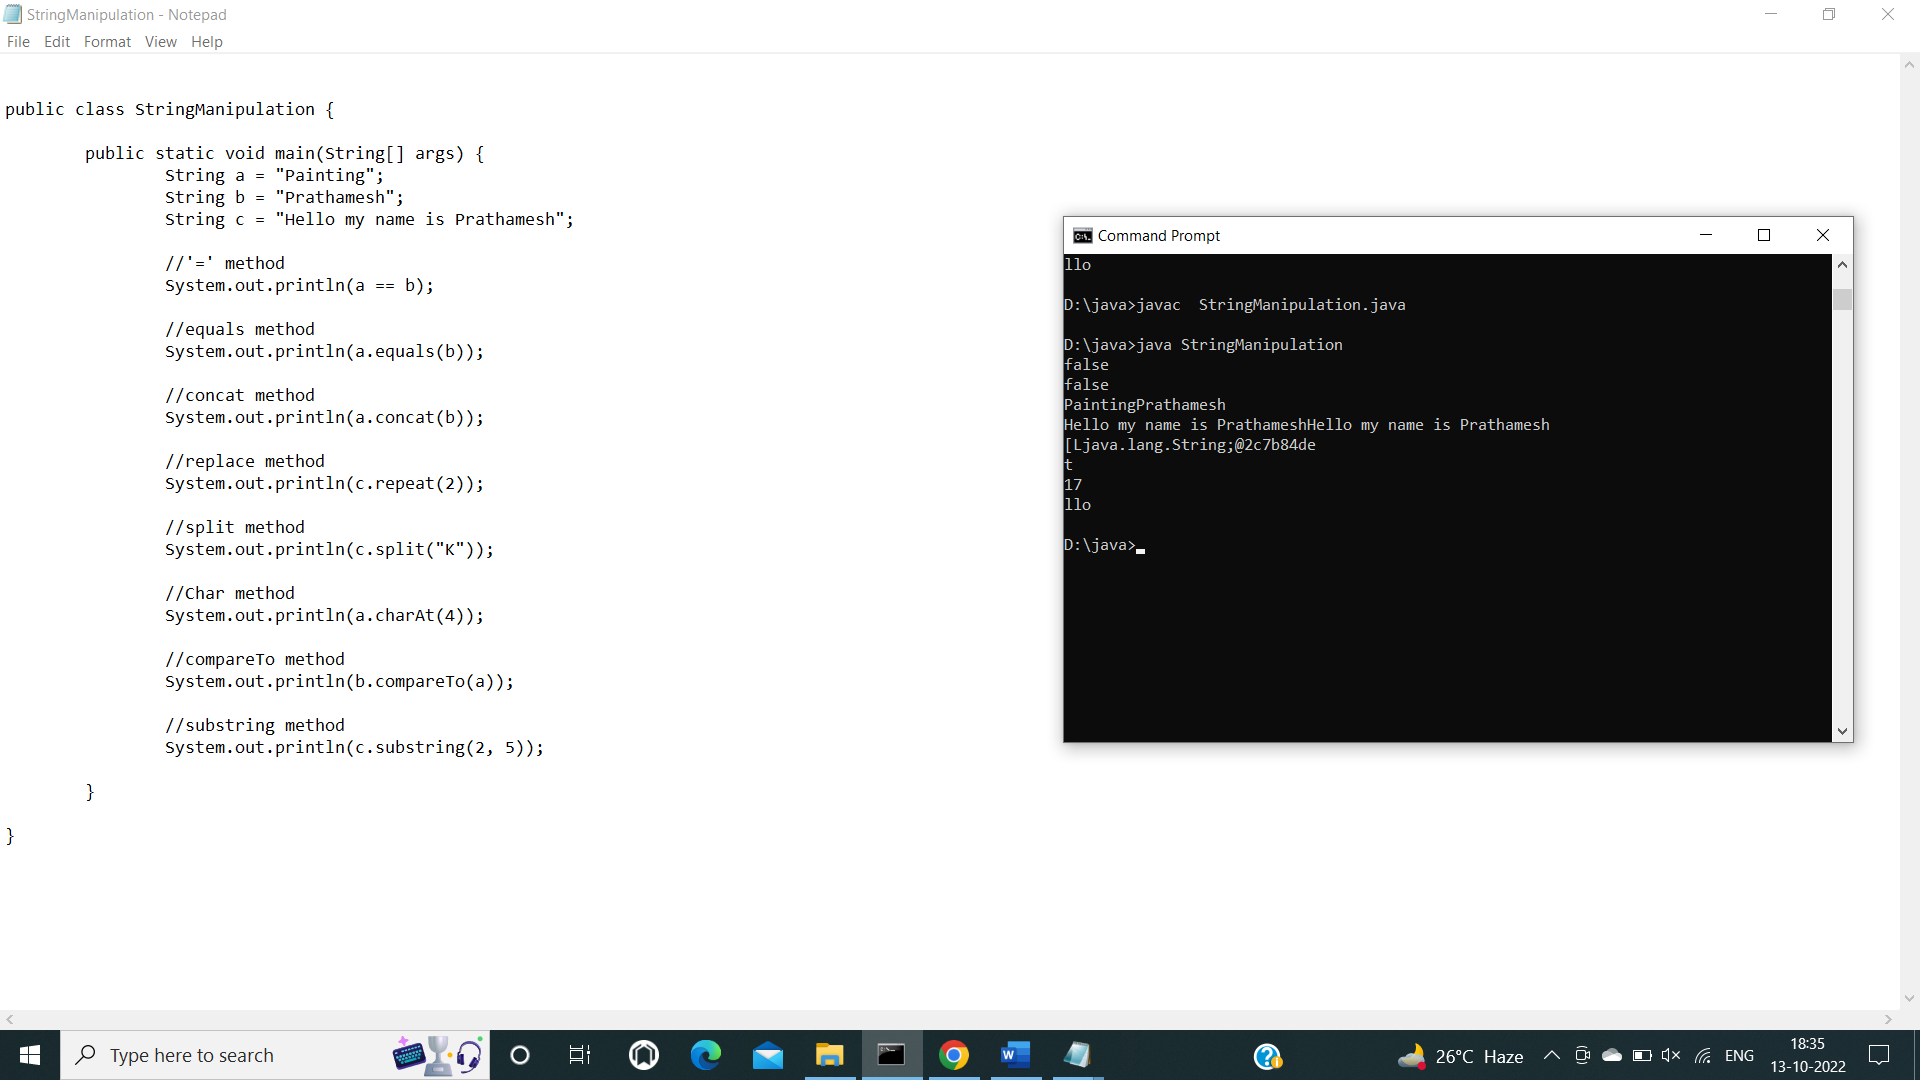 StringManipulation - Notepad
File Edit Format View Help
public class StringManipulation {
public static void main(String[] args) {
String a = "Painting";
String b = "Prathamesh";
String c = "Hello my name is Prathamesh";
//'=' method
System.out.println(a == b);
//equals method
System.out.println(a.equals(b));
//concat method
System.out.println(a.concat(b));
//replace method
System.out.println(c.repeat(2));
//split method
System.out.println(c.split("K"));
//Char method
System.out.println(a.charAt(4));
//compareTo method
System.out.println(b.compareTo(a));
//substring method
System.out.println(c.substring(2, 5));
}
}
Command Prompt
llo
D:\java>javac  StringManipulation.java
D:\java>java StringManipulation
false
false
PaintingPrathamesh
Hello my name is PrathameshHello my name is Prathamesh
[Ljava.lang.String;@2c7b84de
t
17
llo
D:\java>
Type here to search
26°C Haze
ENG
18:35
13-10-2022